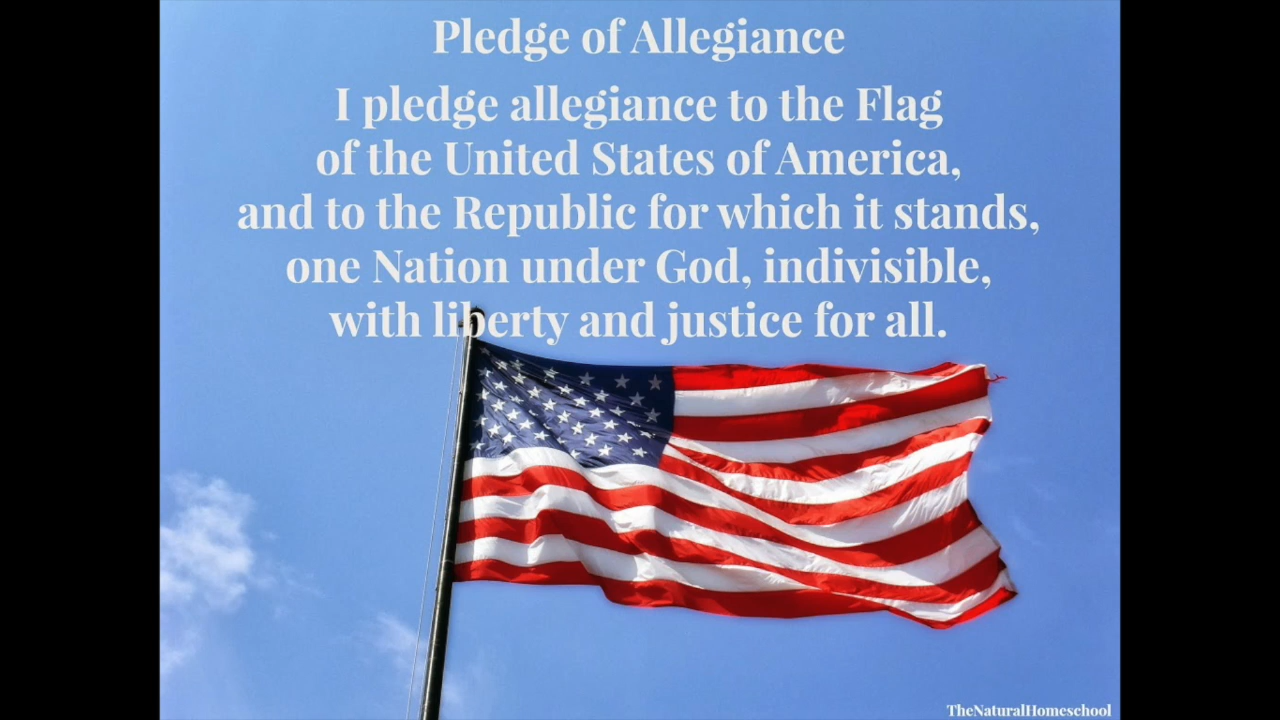 Pledge of Allegiance
I pledge allegiance to the Flag
of the United States of America,
and to the Republic for which it stands,
one Nation under God, indivisible,
with liberty and justice for all.
TheNaturalHomeschool